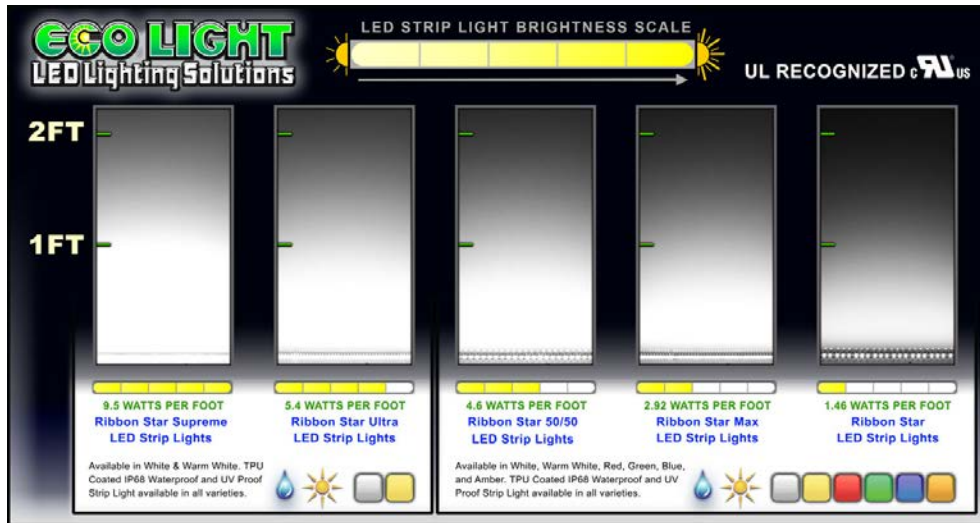 ECO LIGHT
LED Lighting Solutions
LED STRIP LIGHT BRIGHTNESS SCALE
UL RECOGNIZED c RU US
2FT
1FT
9.5 WATTS PER FOOT
Ribbon Star Supreme
LED Strip Lights
5.4 WATTS PER FOOT
Ribbon Star Ultra
LED Strip Lights
4.6 WATTS PER FOOT
Ribbon Star 50/50
LED Strip Lights
2.92 WATTS PER FOOT
Ribbon Star Max
LED Strip Lights
1.46 WATTS PER FOOT
Ribbon Star
LED Strip Lights
Available in White & Warm White. TPU
Coated IP68 Waterproof and UV Proof
Strip Light available in all varieties.
Available in White, Warm White, Red, Green, Blue,
and Amber. TPU Coated IP68 Waterproof and UV
Proof Strip Light available in all varieties.